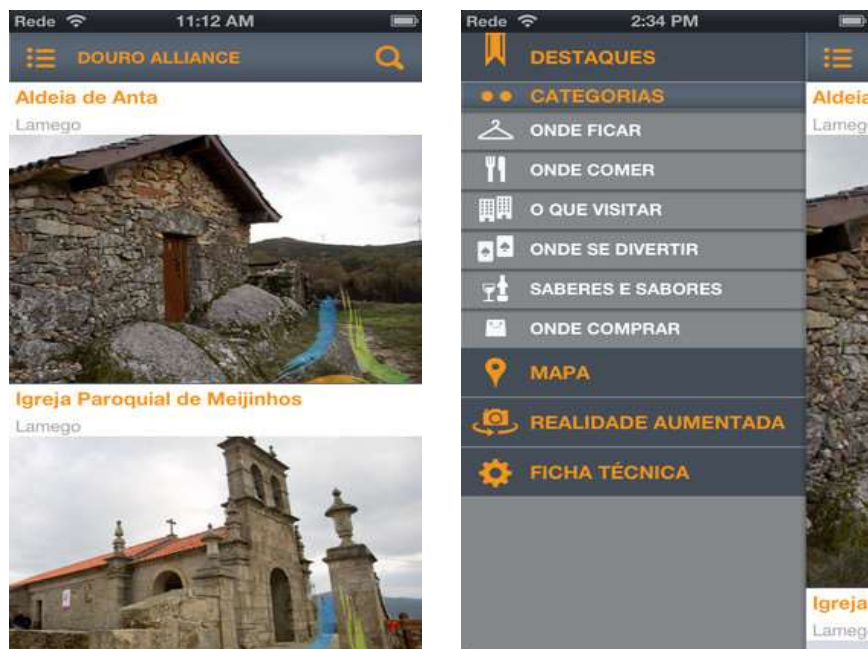 Rede 11:12 AM
DOURO ALLIANCE
Aldeia de Anta
Lamego
Igreja Paroquial de Meijinhos
Lamego
Rede 2:34 PM
DESTAQUES
CATEGORIAS
ONDE FICAR
ONDE COMER
O QUE VISITAR
ONDE SE DIVERTIR
SABERES E SABORES
ONDE COMPRAR
MAPA
REALIDADE AUMENTADA
FICHA TÉCNICA
Aldeia
Lameg
Igreja
Lameg